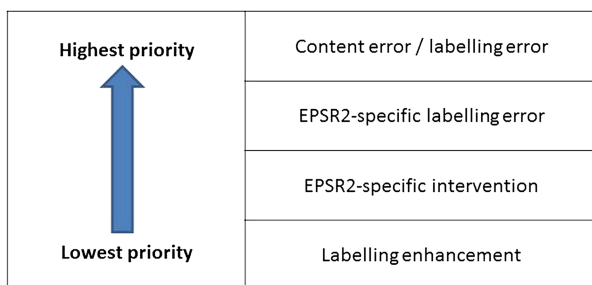 Highest priority
Content error / labelling error
EPSR2-specific labelling error
EPSR2-specific intervention
Lowest priority
Labelling enhancement